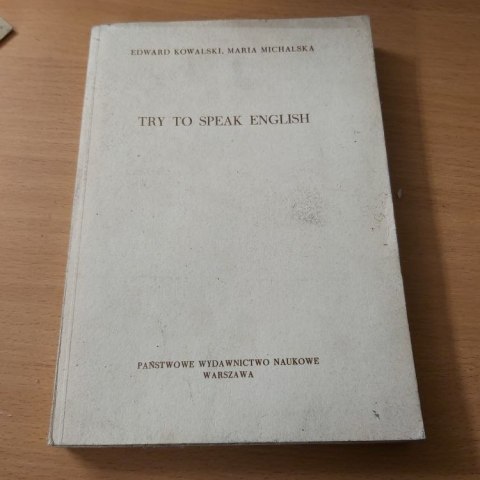 EDWARD KOWALSKI, MARIA MICHALSKA
TRY TO SPEAK ENGLISH
PAŃSTWOWE WYDAWNICTWO NAUKOWE
WARSZAWA